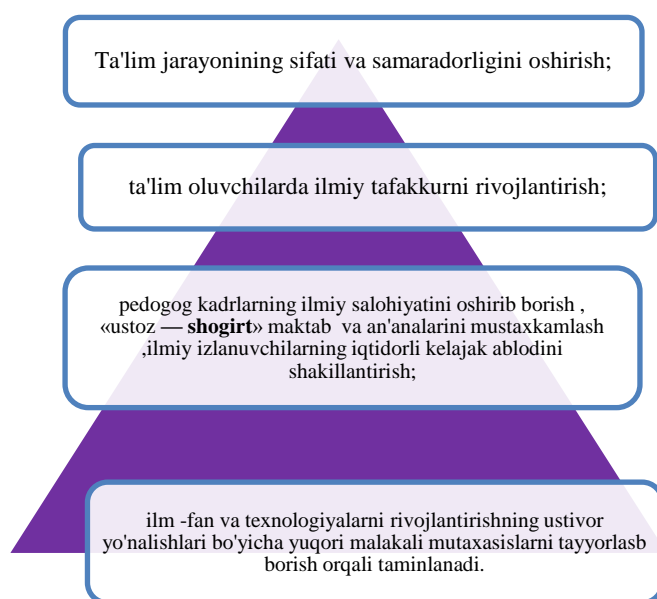 Ta'lim jarayonining sifati va samaradorligini oshirish;
ta'lim oluvchilarda ilmiy tafakkurni rivojlantirish;
pedogog kadrlarning ilmiy salohiyatini oshirib borish ,
«ustoz — shogirt» maktab va an'analarini mustaxkamlash
,ilmiy izlanuvchilarning iqtidorli kelajak ablodini
shakillantirish;
ilm -fan va texnologiyalarni rivojlantirishning ustivor
yo'nalishlari bo'yicha yuqori malakali mutaxasislarni tayyorlasb
borish orqali taminlanadi.